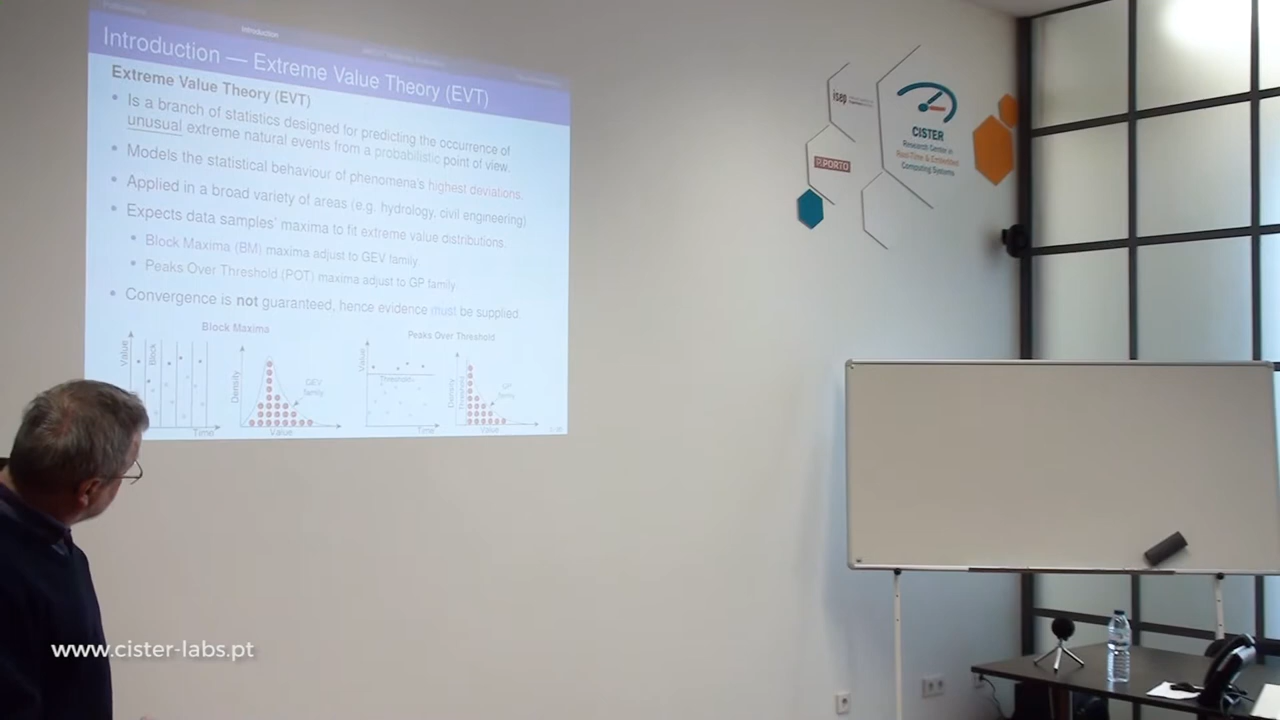 Introduction
Introduction — Extreme Value Theory (EVT)
Extreme Value Theory (EVT)
• Is a branch of statistics designed for predicting the occurrence of
unusual extreme natural events from a probabilistic point of view.
• Models the statistical behaviour of phenomena's highest deviations.
• Applied in a broad variety of areas (e.g. hydrology, civil engineering)
• Expects data samples' maxima to fit extreme value distributions.
• Block Maxima (BM) maxima adjust to GEV family
• Peaks Over Threshold (POT) maxima adjust to GP family
• Convergence is not guaranteed, hence evidence must be supplied
Block Maxima
Value
Block
Time
Density
GEV
family
Value
Peaks Over Threshold
Value
Threshold
Time
Density
Threshold
GP
family
Value
isep
P.PORTO
CISTER
Research Center in
Real-Time & Embedded
Computing Systems
www.cister-labs.pt